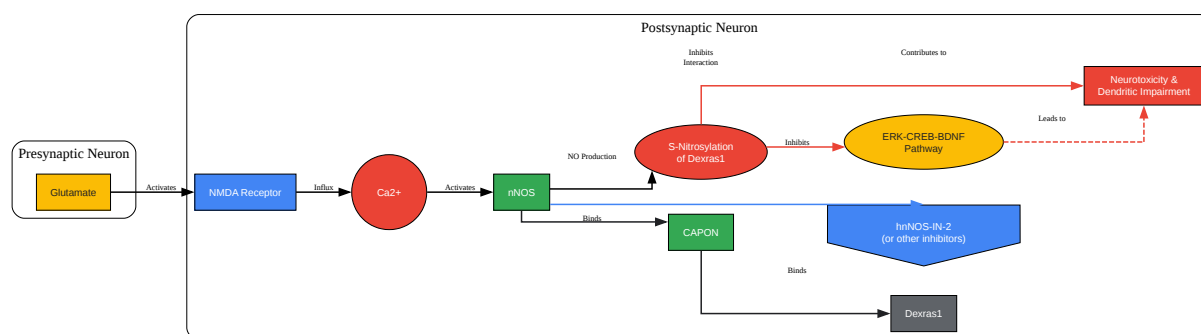 Postsynaptic Neuron
Inhibits
Interaction
Contributes to
Neurotoxicity &
Dendritic Impairment
Leads to
Presynaptic Neuron
Glutamate
Activates
NMDA Receptor
Influx
Ca2+
Activates
nNOS
NO Production
S-Nitrosylation
of Dexras1
Inhibits
ERK-CREB-BDNF
Pathway
Binds
CAPON
hnNOS-IN-2
(or other inhibitors)
Binds
Dexras1